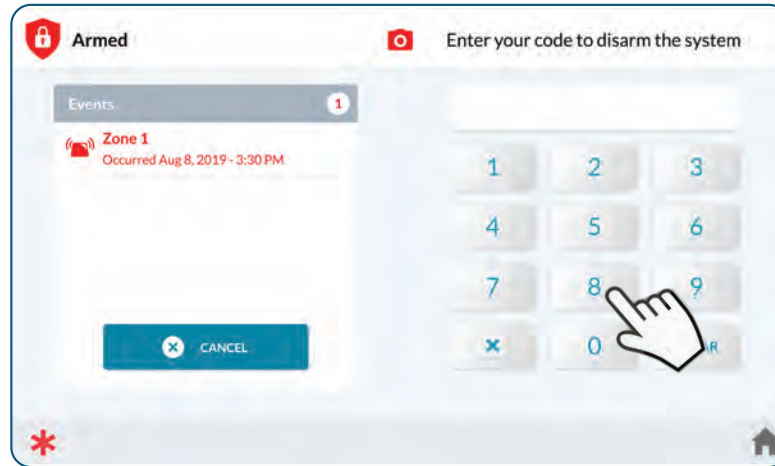 Armed
Enter your code to disarm the system
Events 1
Zone 1
Occurred Aug 8, 2019 - 3:30 PM
CANCEL
1 2 3
4 5 6
7 8 9
× 0
*